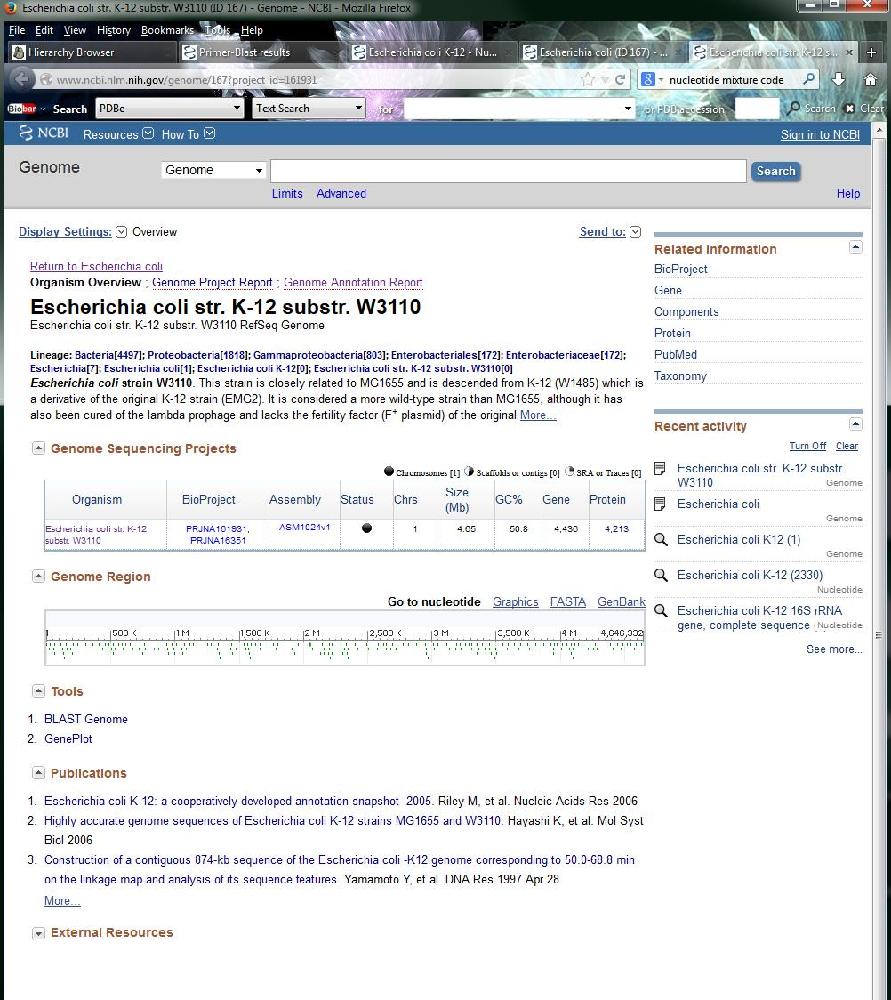 Escherichia coli str. K-12 substr. W3110 (ID 167) - Genome - NCBI - Mozilla Firefox
File Edit View History Bookmarks Tools Help
Hierarchy Browser
Primer-Blast results
Escherichia coli K-12 - Nu...
Escherichia coli (ID 167) - ...
Escherichia coli str. K-12 s...
www.ncbi.nlm.nih.gov/genome/167?project_id=161931
nucleotide mixture code
Biobar Search PDBe Text Search for or PDB accession: Search Clear
NCBI Resources How To Sign in to NCBI
Genome Genome Search
Limits Advanced Help
Display Settings: Overview Send to:
Return to Escherichia coli
Organism Overview ; Genome Project Report ; Genome Annotation Report
Escherichia coli str. K-12 substr. W3110
Escherichia coli str. K-12 substr. W3110 RefSeq Genome
Lineage: Bacteria[4497]; Proteobacteria[1818]; Gammaproteobacteria[803]; Enterobacteriales[172]; Enterobacteriaceae[172];
Escherichia[7]; Escherichia coli[1]; Escherichia coli K-12[0]; Escherichia coli str. K-12 substr. W3110[0]
Escherichia coli strain W3110. This strain is closely related to MG1655 and is descended from K-12 (W1485) which is
a derivative of the original K-12 strain (EMG2). It is considered a more wild-type strain than MG1655, although it has
also been cured of the lambda prophage and lacks the fertility factor (F+ plasmid) of the original More...
Genome Sequencing Projects
Chromosomes [1] Scaffolds or contigs [0] SRA or Traces [0]
Organism BioProject Assembly Status Chrs Size (Mb) GC% Gene Protein
Escherichia coli str. K-12 substr. W3110 PRJNA161931, PRJNA16351 ASM1024v1 1 4.65 50.8 4,436 4,213
Genome Region
Go to nucleotide Graphics FASTA GenBank
1 500 K 1 M 1,500 K 2 M 2,500 K 3 M 3,500 K 4 M 4,646,332
Tools
1. BLAST Genome
2. GenePlot
Publications
1. Escherichia coli K-12: a cooperatively developed annotation snapshot--2005. Riley M, et al. Nucleic Acids Res 2006
2. Highly accurate genome sequences of Escherichia coli K-12 strains MG1655 and W3110. Hayashi K, et al. Mol Syst
Biol 2006
3. Construction of a contiguous 874-kb sequence of the Escherichia coli -K12 genome corresponding to 50.0-68.8 min
on the linkage map and analysis of its sequence features. Yamamoto Y, et al. DNA Res 1997 Apr 28
More...
External Resources
Related information
BioProject
Gene
Components
Protein
PubMed
Taxonomy
Recent activity
Turn Off Clear
Escherichia coli str. K-12 substr.
W3110
Genome
Escherichia coli
Genome
Escherichia coli K12 (1)
Genome
Escherichia coli K-12 (2330)
Nucleotide
Escherichia coli K-12 16S rRNA
gene, complete sequence
Nucleotide
See more...